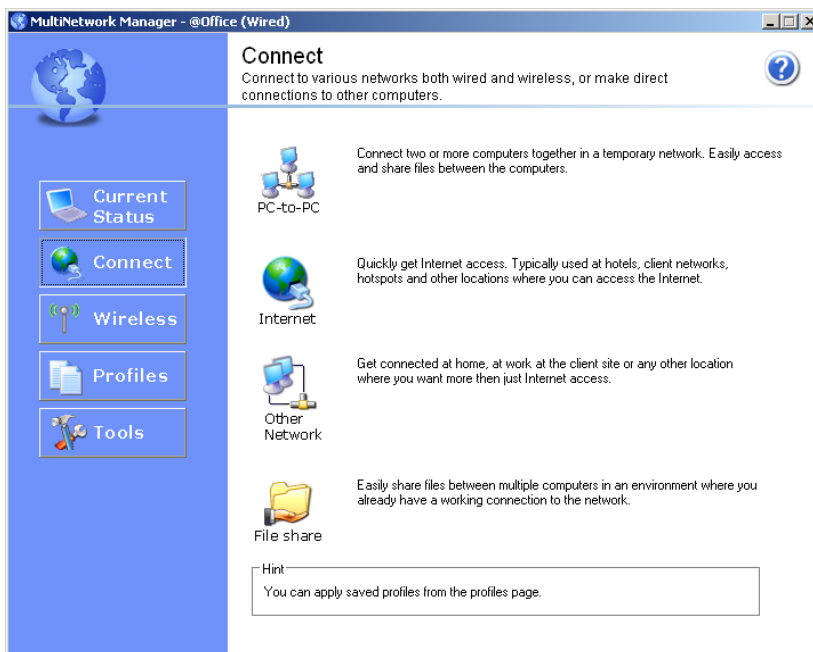 MultiNetwork Manager - @Office (Wired)
Connect
Connect to various networks both wired and wireless, or make direct
connections to other computers.
Current
Status
Connect
Wireless
Profiles
Tools
Connect two or more computers together in a temporary network. Easily access
and share files between the computers.
PC-to-PC
Quickly get Internet access. Typically used at hotels, client networks,
hotspots and other locations where you can access the Internet.
Internet
Get connected at home, at work at the client site or any other location
where you want more then just Internet access.
Other
Network
Easily share files between multiple computers in an environment where you
already have a working connection to the network.
File share
Hint
You can apply saved profiles from the profiles page.